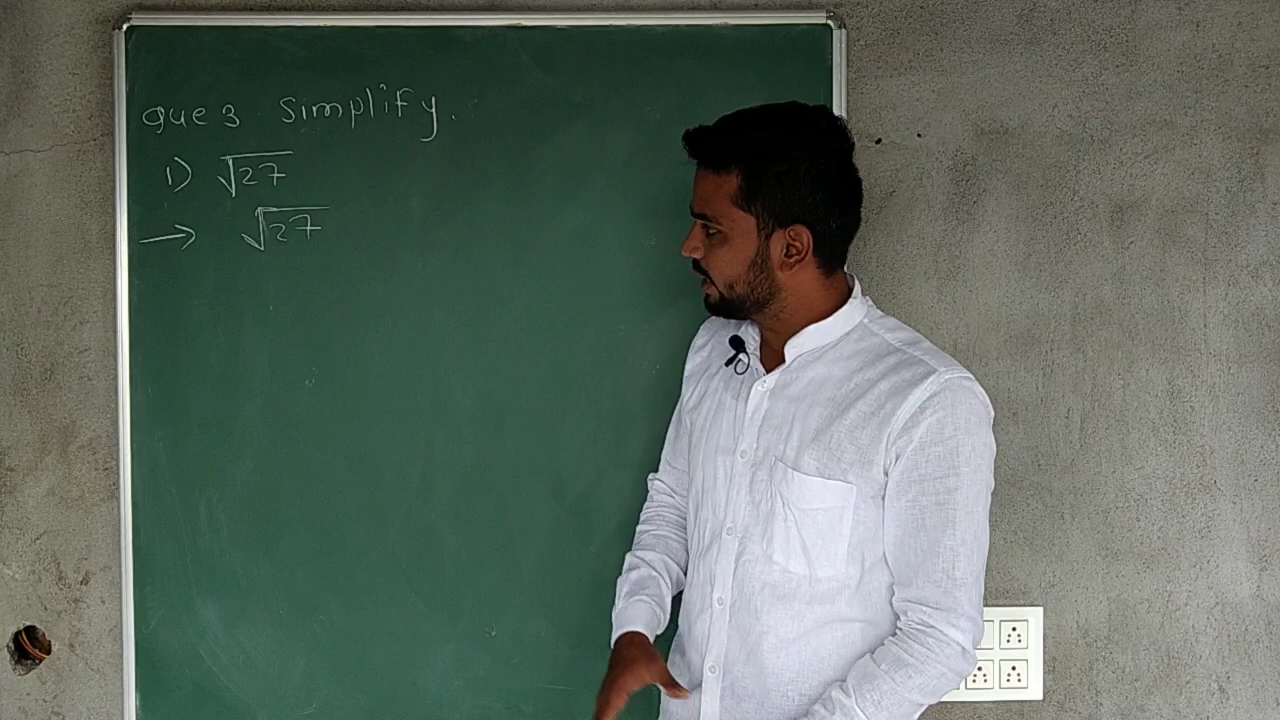 que 3 Simplify.
1) √27
→ √27